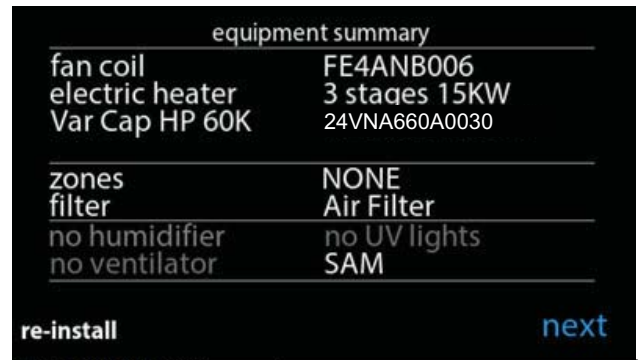 equipment summary
fan coil FE4ANB006
electric heater 3 stages 15KW
Var Cap HP 60K 24VNA660A0030
zones NONE
filter Air Filter
no humidifier no UV lights
no ventilator SAM
re-install next